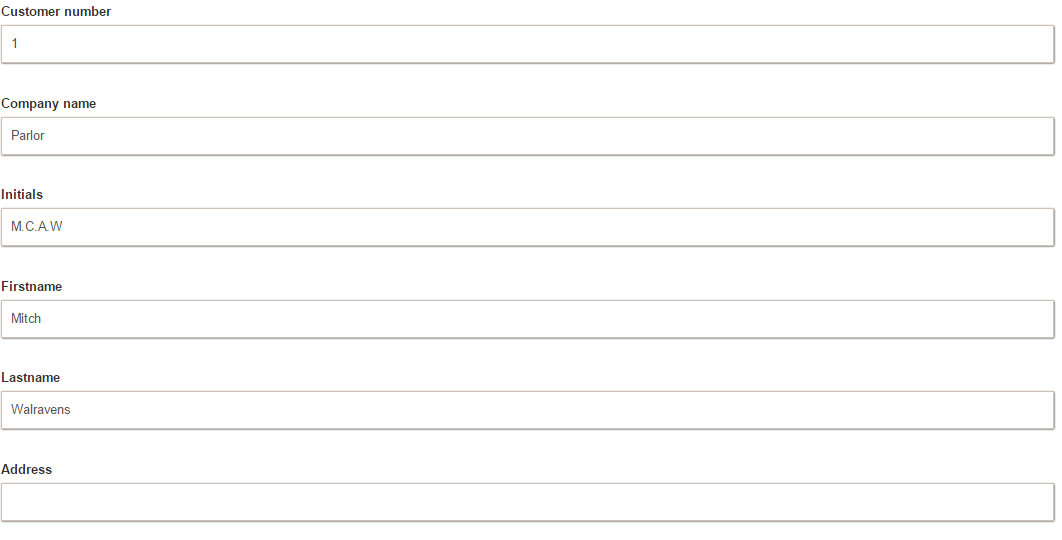 Customer number
1
Company name
Parlor
Initials
M.C.A.W
Firstname
Mitch
Lastname
Walravens
Address